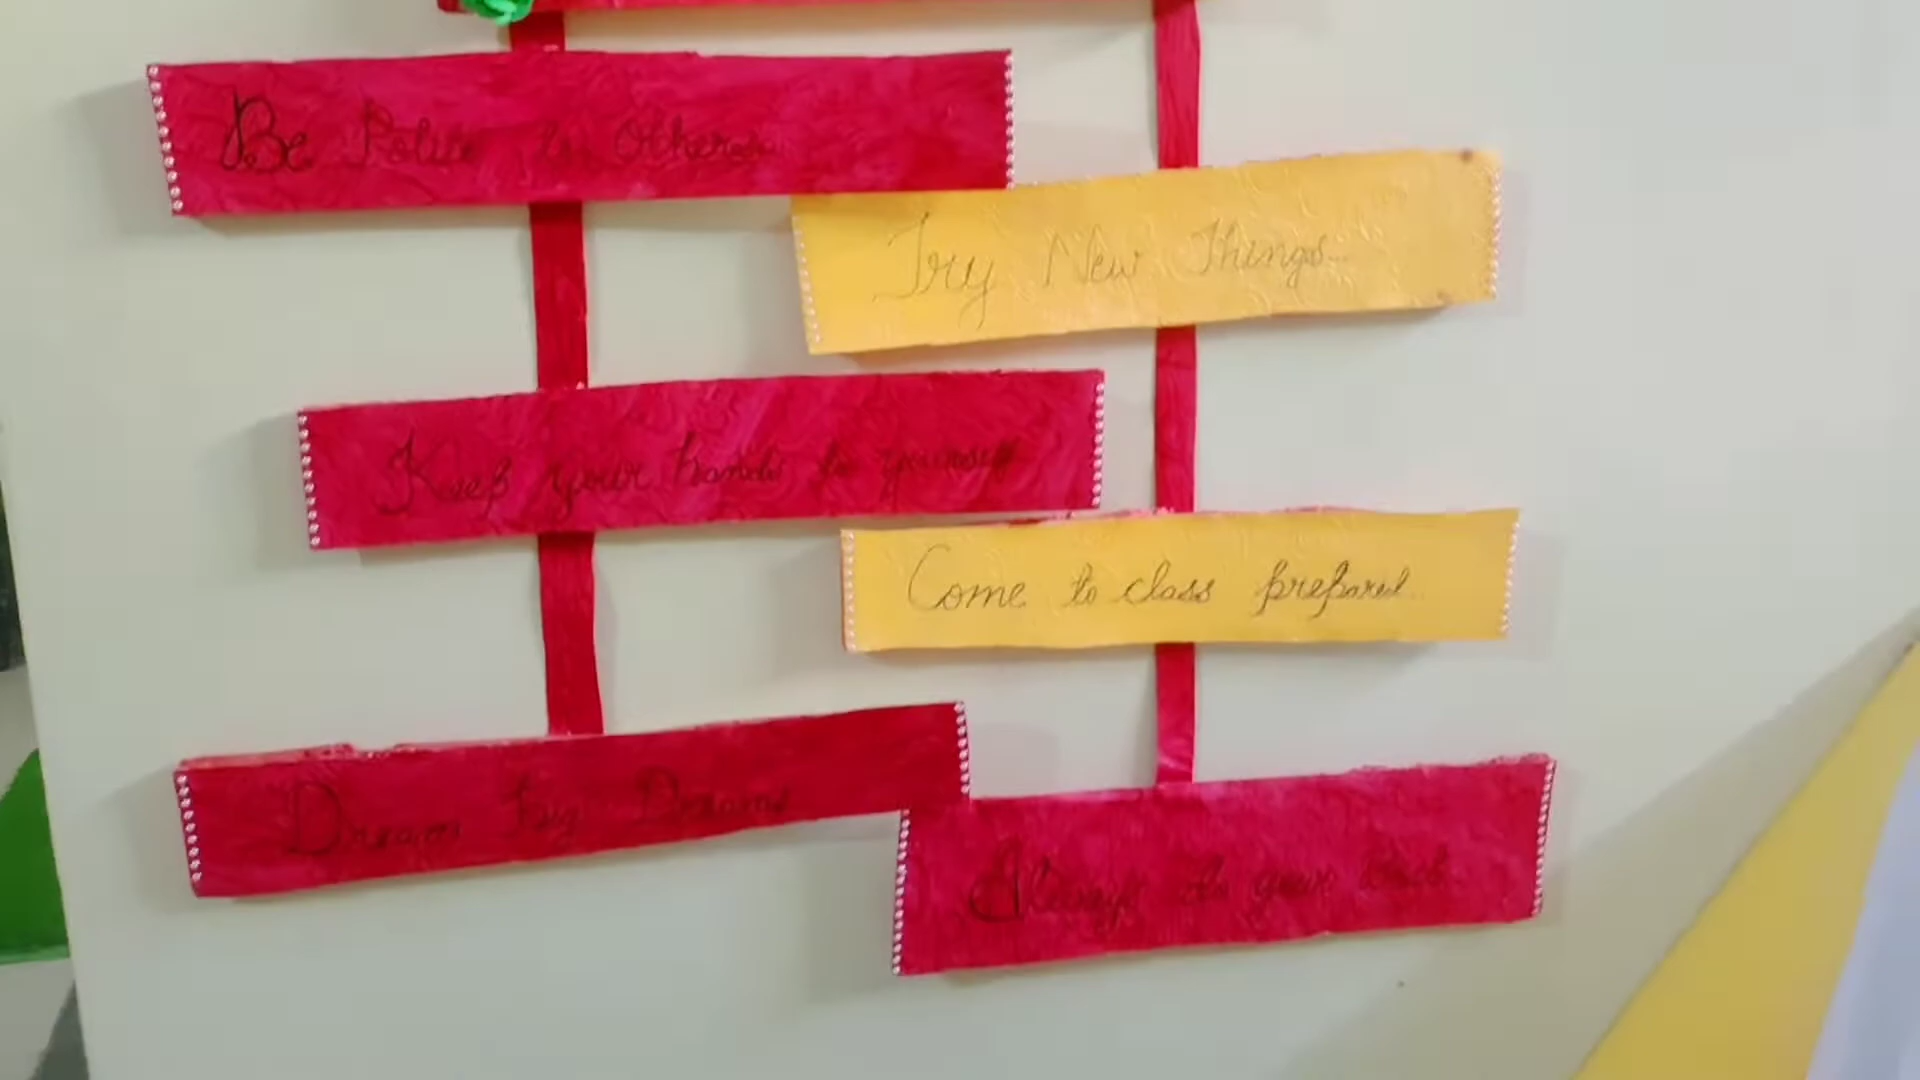 Be Polite to Others
Try New Things...
Keep your hands to yourself
Come to class prepared..
Dream big Dreams
Always do your best..